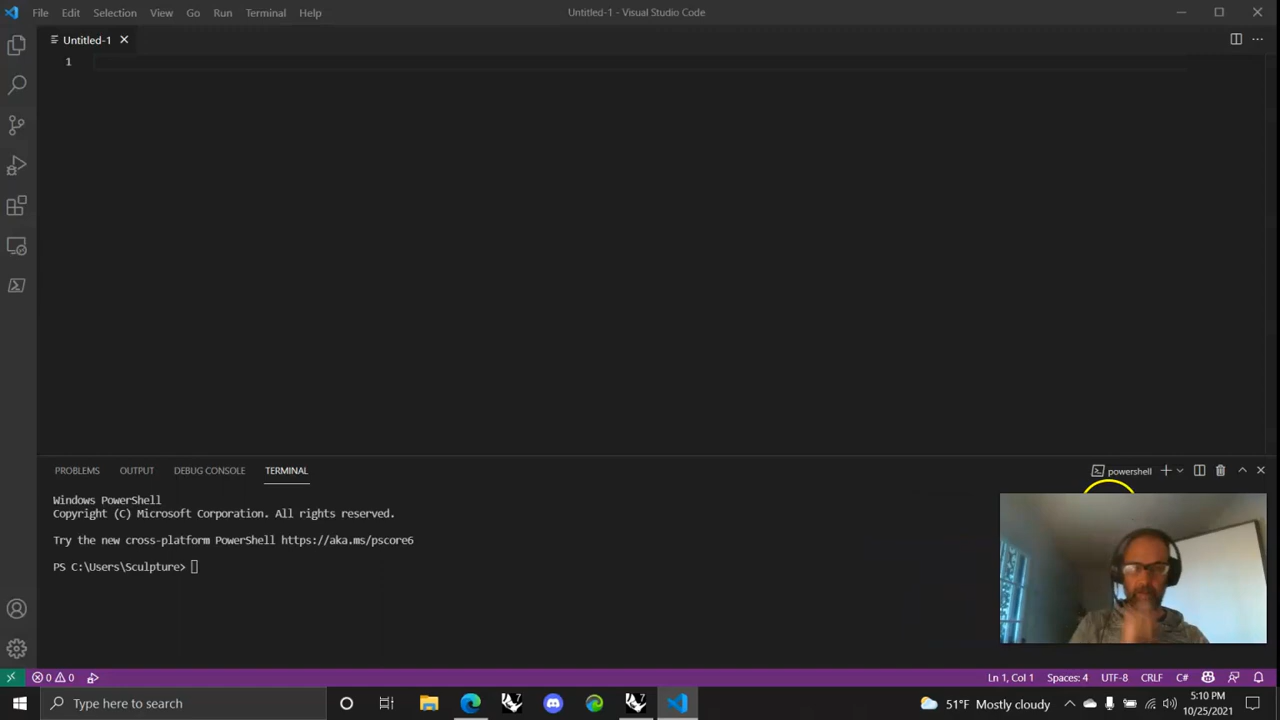 File Edit Selection View Go Run Terminal Help
Untitled-1 - Visual Studio Code
Untitled-1
1
PROBLEMS OUTPUT DEBUG CONSOLE TERMINAL
powershell
Windows PowerShell
Copyright (C) Microsoft Corporation. All rights reserved.
Try the new cross-platform PowerShell https://aka.ms/pscore6
PS C:\Users\Sculpture>
0 0
Ln 1, Col 1 Spaces: 4 UTF-8 CRLF C#
Type here to search
51°F Mostly cloudy
5:10 PM
10/25/2021